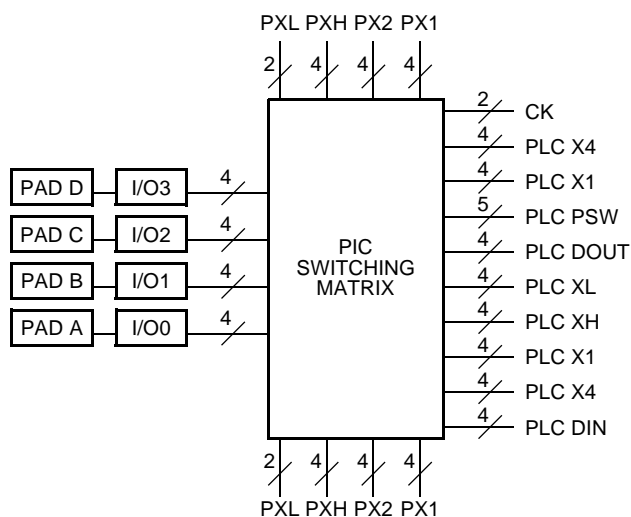 PXL PXH PX2 PX1
2 4 4 4
2 CK
4 PLC X4
4 PLC X1
5 PLC PSW
4 PLC DOUT
4 PLC XL
4 PLC XH
4 PLC X1
4 PLC X4
4 PLC DIN
PAD D I/O3 4
PAD C I/O2 4
PAD B I/O1 4
PAD A I/O0 4
PIC
SWITCHING
MATRIX
2 4 4 4
PXL PXH PX2 PX1